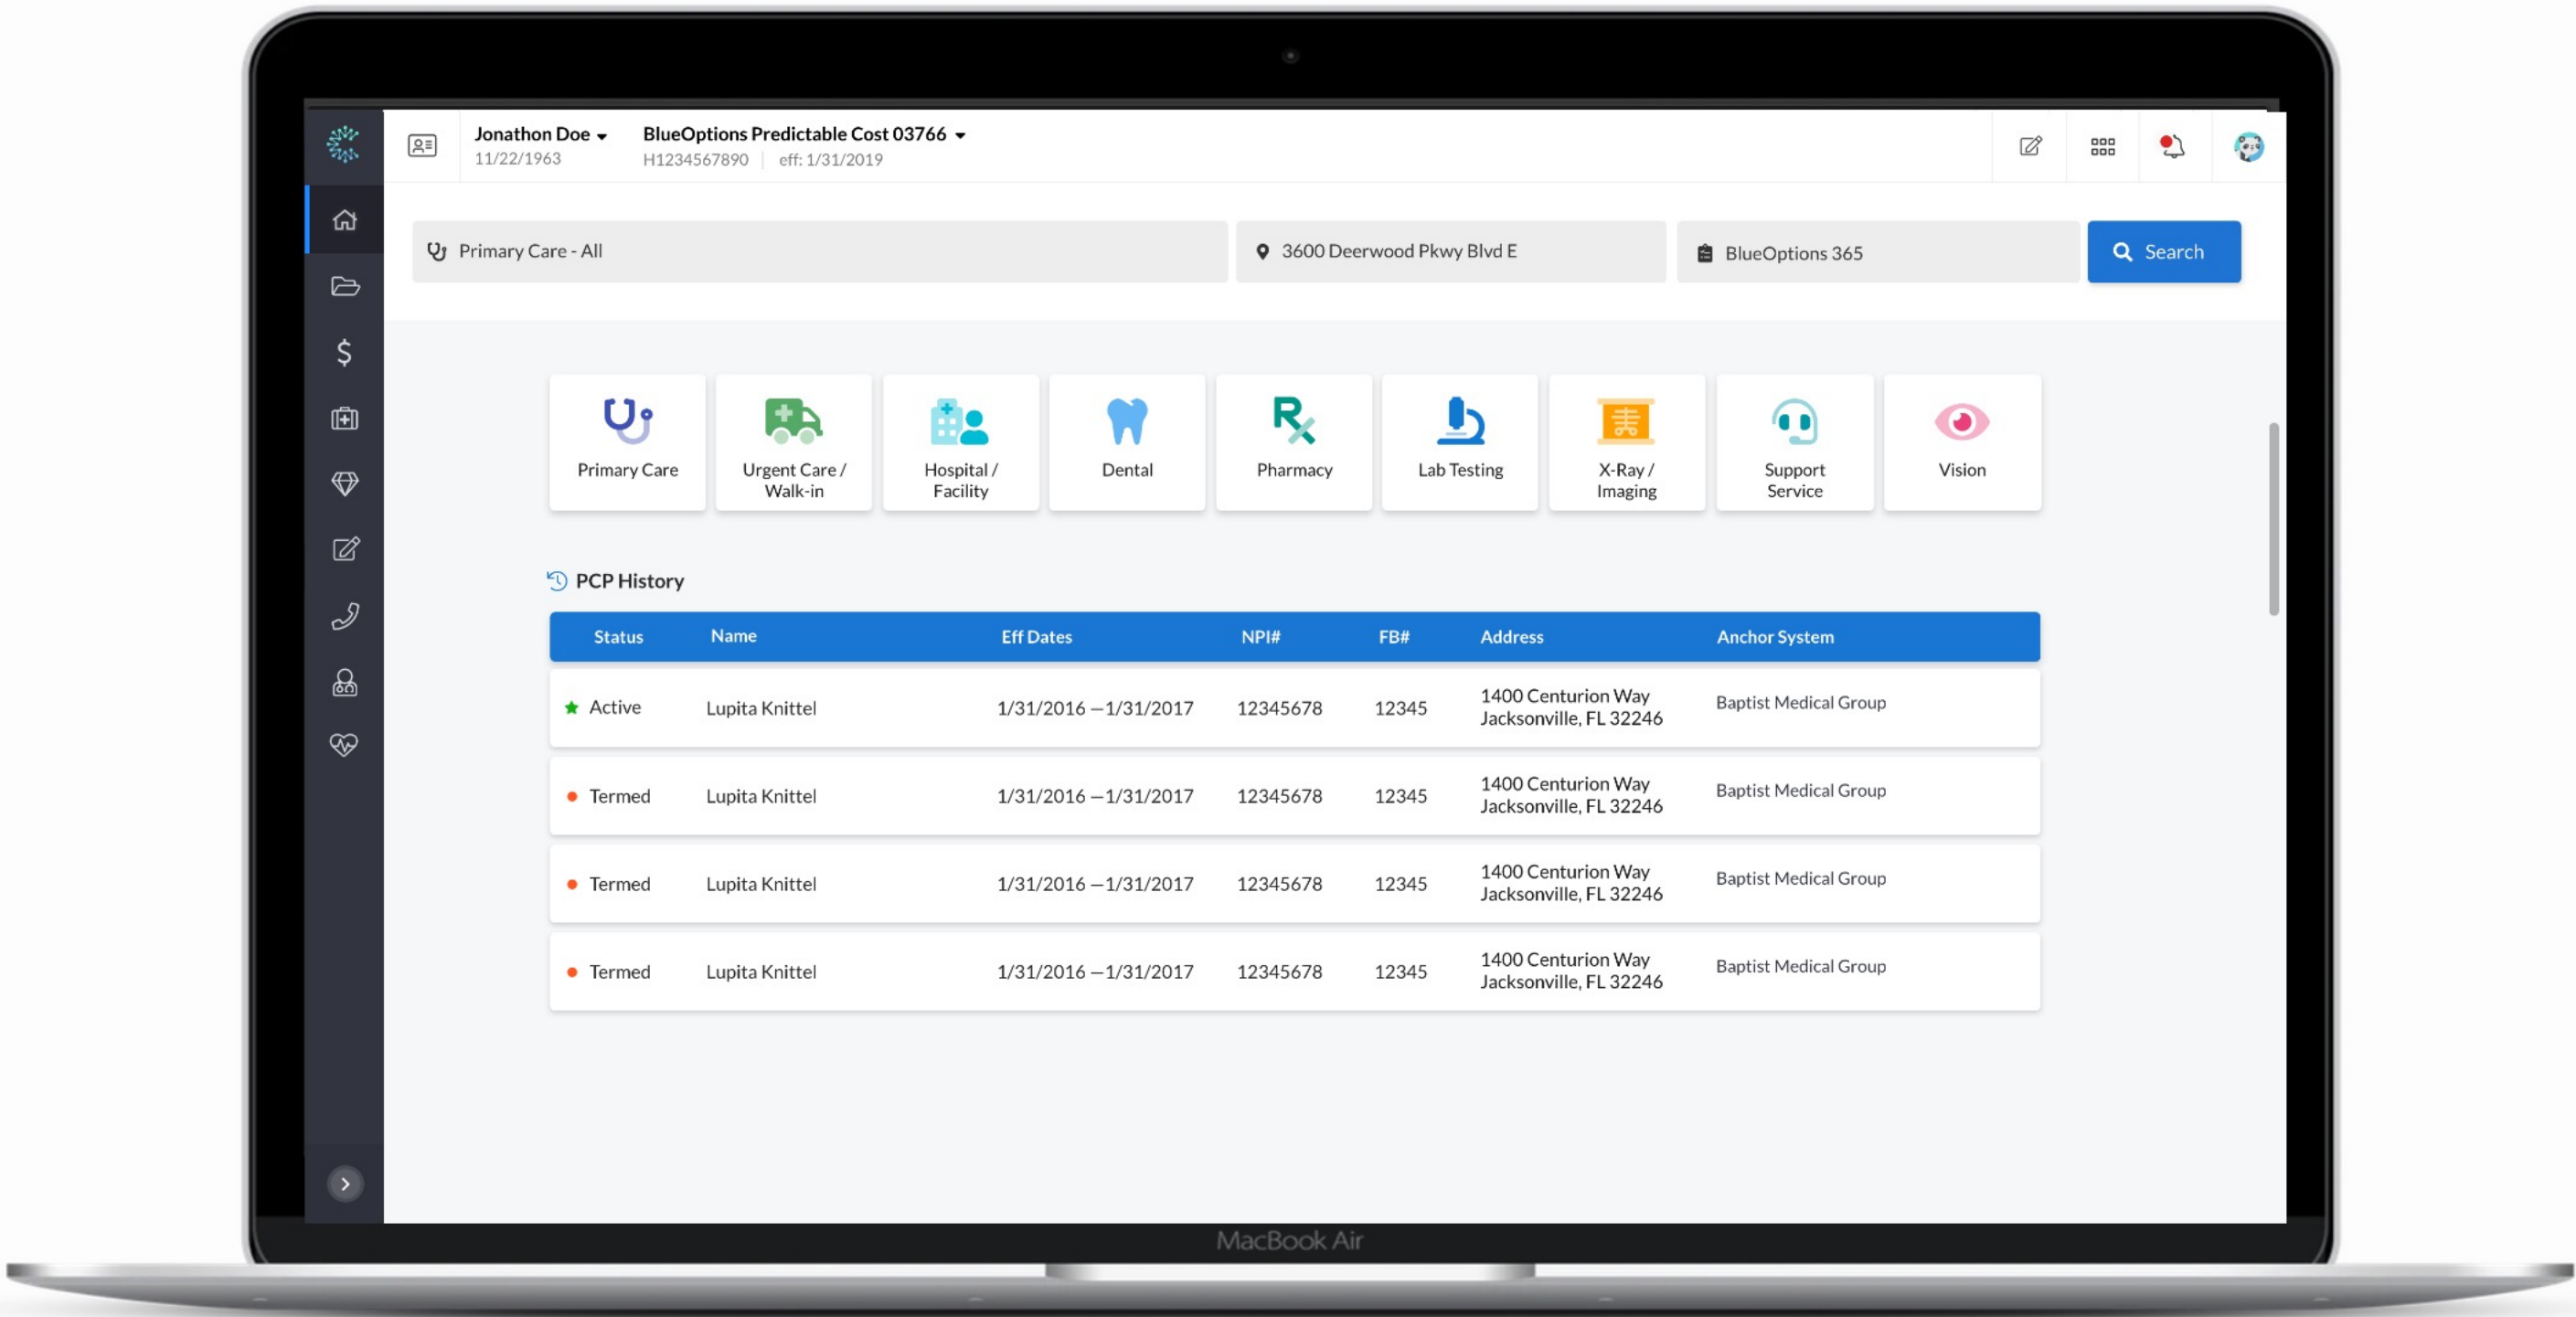 Jonathon Doe
BlueOptions Predictable Cost 03766
11/22/1963
H1234567890
eff: 1/31/2019
Primary Care - All
3600 Deerwood Pkwy Blvd E
BlueOptions 365
Search
Primary Care
Urgent Care /
Walk-in
Hospital /
Facility
Dental
Rx
Pharmacy
Lab Testing
X-Ray /
Imaging
Support
Service
Vision
PCP History
Status Name Eff Dates NPI# FB# Address Anchor System
Active Lupita Knittel 1/31/2016 —1/31/2017 12345678 12345 1400 Centurion Way
Jacksonville, FL 32246 Baptist Medical Group
Termed Lupita Knittel 1/31/2016 —1/31/2017 12345678 12345 1400 Centurion Way
Jacksonville, FL 32246 Baptist Medical Group
Termed Lupita Knittel 1/31/2016 —1/31/2017 12345678 12345 1400 Centurion Way
Jacksonville, FL 32246 Baptist Medical Group
Termed Lupita Knittel 1/31/2016 —1/31/2017 12345678 12345 1400 Centurion Way
Jacksonville, FL 32246 Baptist Medical Group
MacBook Air